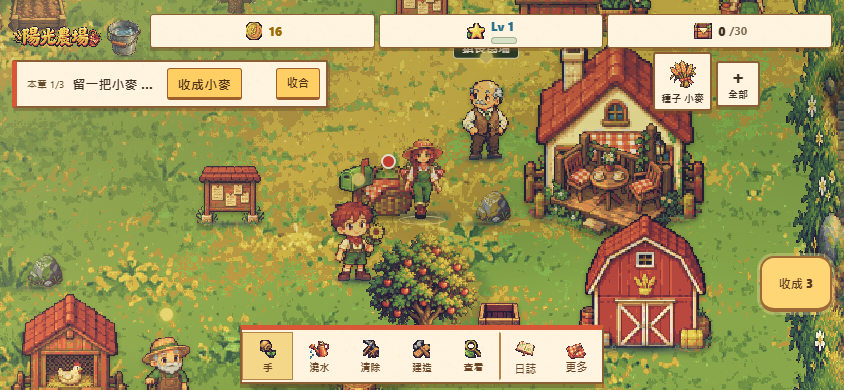 陽光農場
16
Lv 1
0 /30
本章 1/3 留一把小麥 ... 收成小麥 收合
種子 小麥
+
全部
收成 3
手
澆水
清除
建造
查看
日誌
更多